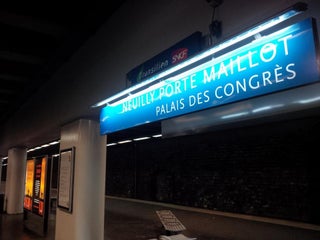 Transilien SNCF
NEUILLY PORTE MAILLOT
PALAIS DES CONGRÈS